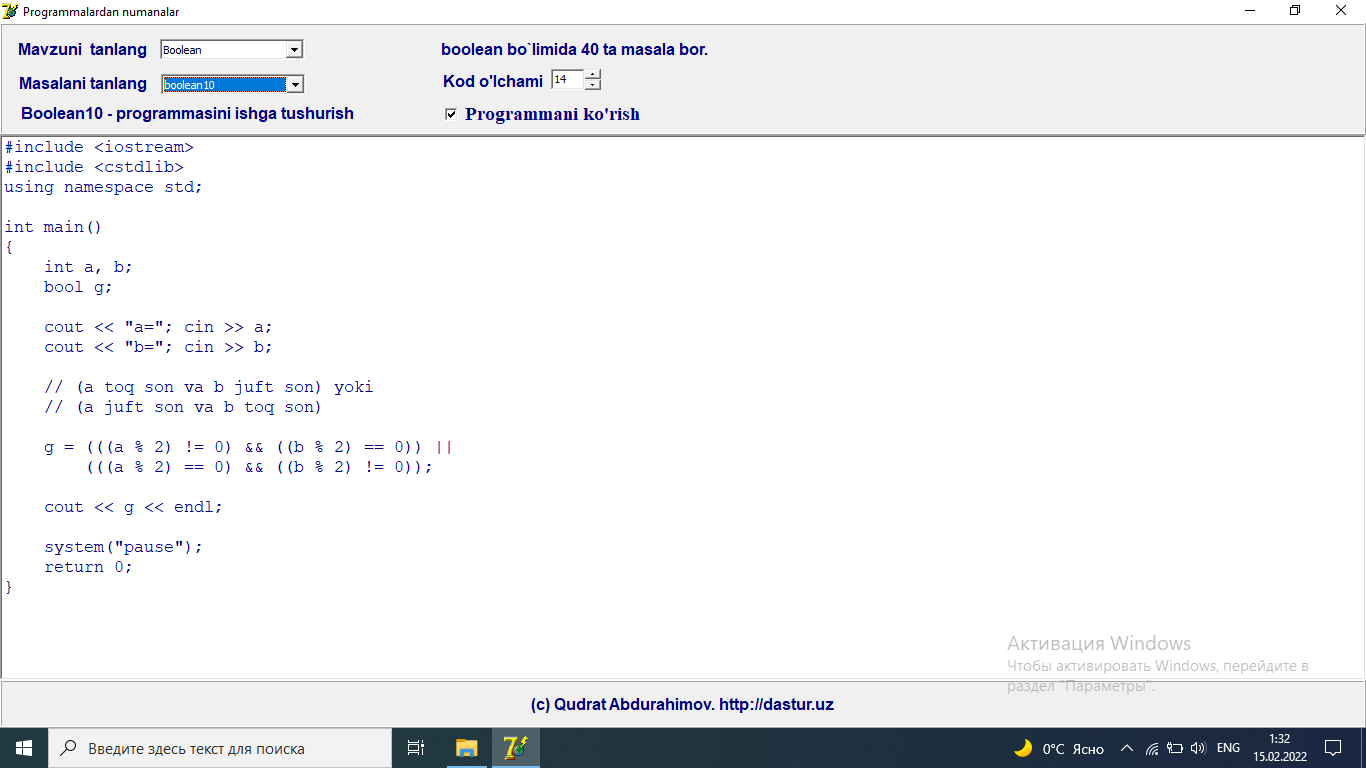 Programmalardan numanalar
Mavzuni tanlang Boolean boolean bo`limida 40 ta masala bor.
Masalani tanlang boolean10 Kod o'lchami 14
Boolean10 - programmasini ishga tushurish Programmani ko'rish
#include <iostream>
#include <cstdlib>
using namespace std;
int main()
{
int a, b;
bool g;
cout << "a="; cin >> a;
cout << "b="; cin >> b;
// (a toq son va b juft son) yoki
// (a juft son va b toq son)
g = (((a % 2) != 0) && ((b % 2) == 0)) ||
(((a % 2) == 0) && ((b % 2) != 0));
cout << g << endl;
system("pause");
return 0;
}
Активация Windows
Чтобы активировать Windows, перейдите в
раздел "Параметры".
(c) Qudrat Abdurahimov. http://dastur.uz
Введите здесь текст для поиска 0°C Ясно ENG 1:32
15.02.2022